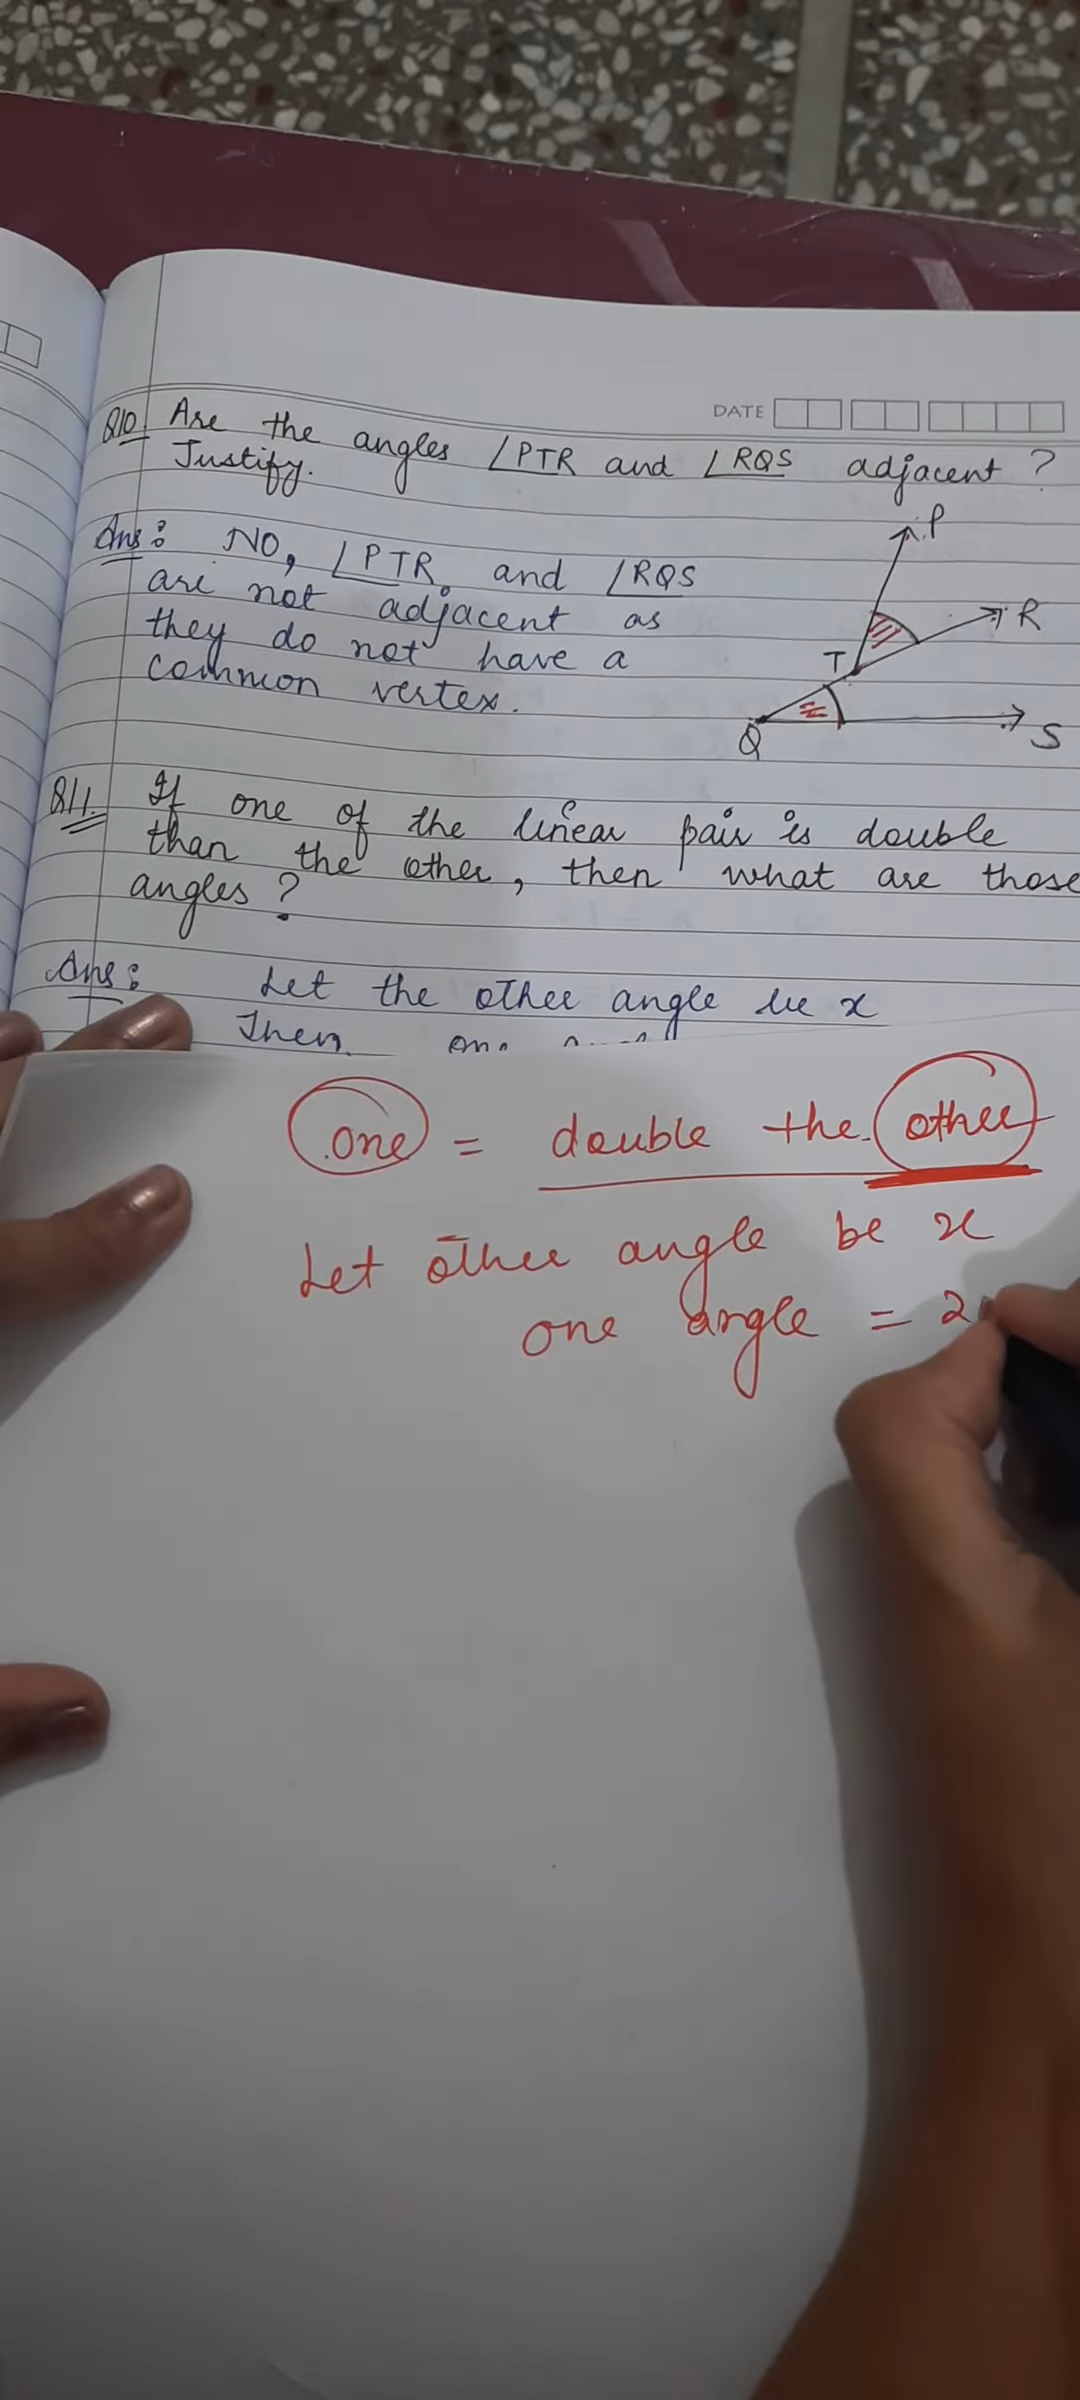 DATE
Q10 Are the angles ∠PTR and ∠RQS adjacent ?
Justify.
Ans: NO, ∠PTR and ∠RQS
are not adjacent as
they do not have a
common vertex.
P
R
T
Q
S
Q11. If one of the linear pair is double
than the other, then what are those
angles ?
Ans: Let the other angle be x
Then
one = double the other
Let other angle be x
one angle = 2